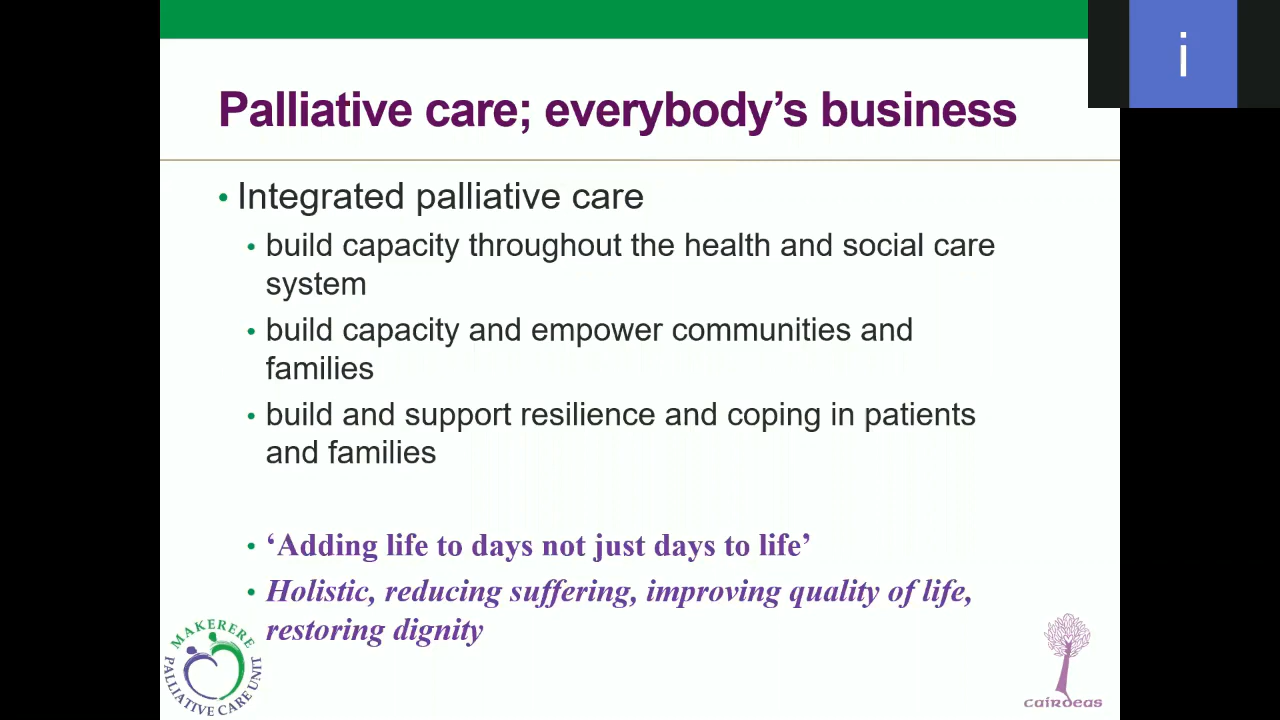 i
Palliative care; everybody’s business
• Integrated palliative care
• build capacity throughout the health and social care
system
• build capacity and empower communities and
families
• build and support resilience and coping in patients
and families
• ‘Adding life to days not just days to life’
• Holistic, reducing suffering, improving quality of life,
restoring dignity
MAKERERE
PALLIATIVE CARE UNIT
cairdeas